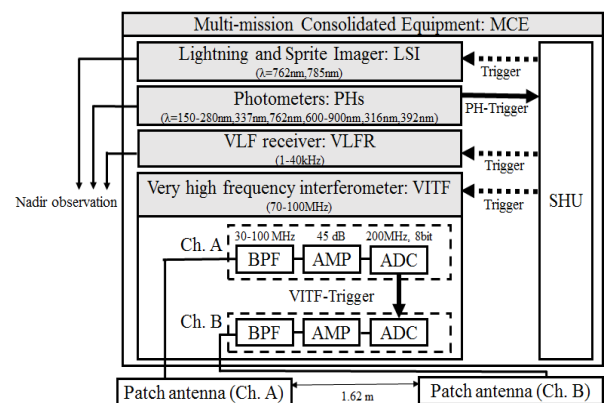 Multi-mission Consolidated Equipment: MCE
Lightning and Sprite Imager: LSI
(λ=762nm,785nm)
Trigger
Photometers: PHs
(λ=150-280nm,337nm,762nm,600-900nm,316nm,392nm)
PH-Trigger
VLF receiver: VLFR
(1-40kHz)
Trigger
Nadir observation
Very high frequency interferometer: VITF
(70-100MHz)
Trigger
SHU
Ch. A
30-100 MHz
45 dB
200MHz, 8bit
BPF
AMP
ADC
VITF-Trigger
Ch. B
BPF
AMP
ADC
Patch antenna (Ch. A)
1.62 m
Patch antenna (Ch. B)